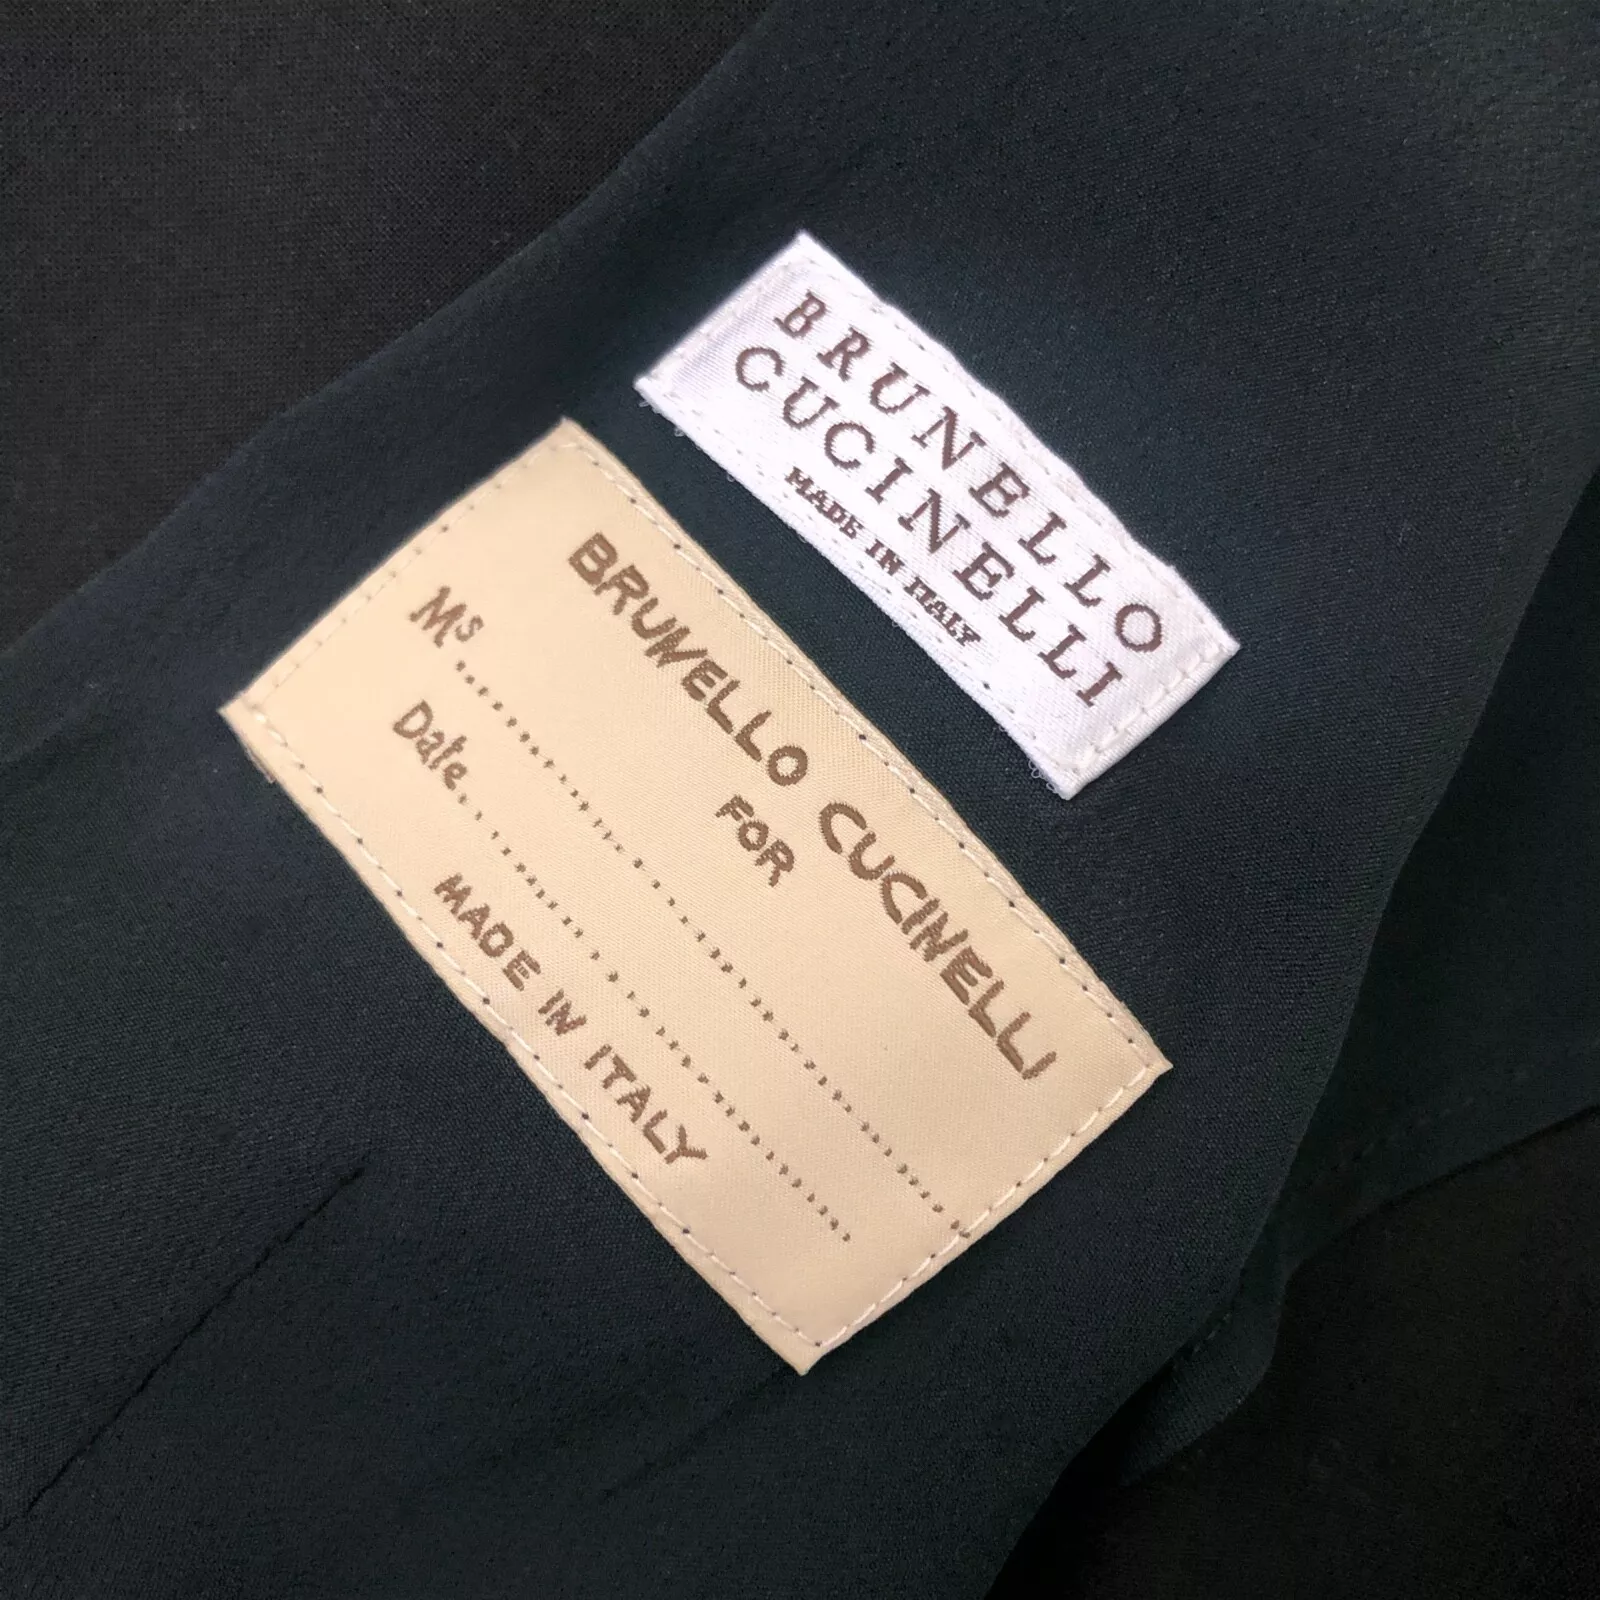 BRUNELLO
CUCINELLI
MADE IN ITALY
BRUNELLO CUCINELLI
FOR
Ms....................................
Date....................................
MADE IN ITALY